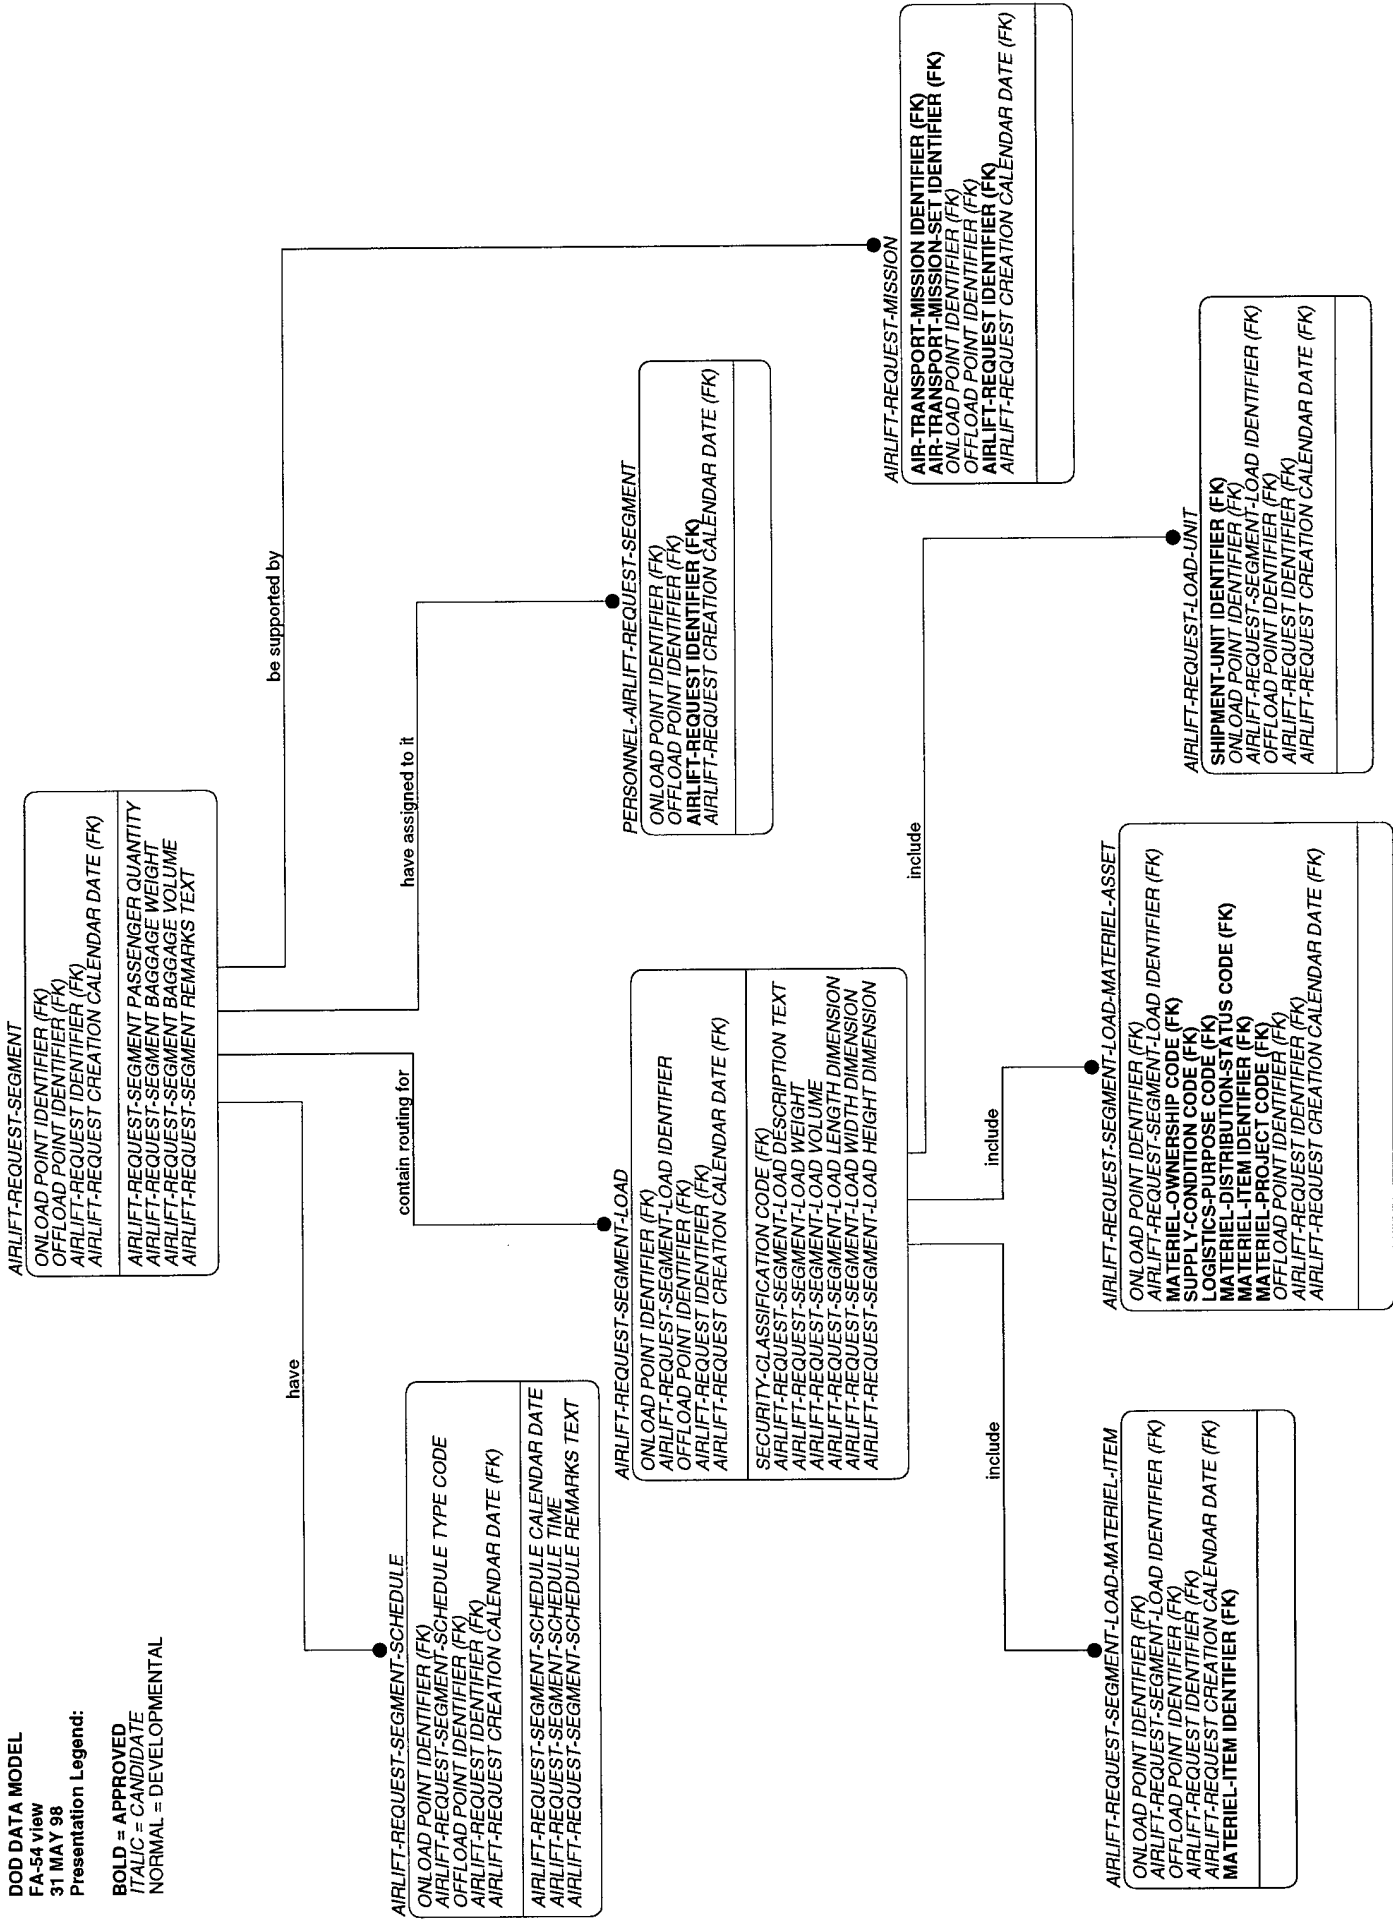 DOD DATA MODEL
FA-54 view
31 MAY 98
Presentation Legend:
BOLD = APPROVED
ITALIC = CANDIDATE
NORMAL = DEVELOPMENTAL
AIRLIFT-REQUEST-SEGMENT
ONLOAD POINT IDENTIFIER (FK)
OFFLOAD POINT IDENTIFIER (FK)
AIRLIFT-REQUEST IDENTIFIER (FK)
AIRLIFT-REQUEST CREATION CALENDAR DATE (FK)
AIRLIFT-REQUEST-SEGMENT PASSENGER QUANTITY
AIRLIFT-REQUEST-SEGMENT BAGGAGE WEIGHT
AIRLIFT-REQUEST-SEGMENT BAGGAGE VOLUME
AIRLIFT-REQUEST-SEGMENT REMARKS TEXT
have
contain routing for
have assigned to it
be supported by
AIRLIFT-REQUEST-SEGMENT-SCHEDULE
ONLOAD POINT IDENTIFIER (FK)
AIRLIFT-REQUEST-SEGMENT-SCHEDULE TYPE CODE
OFFLOAD POINT IDENTIFIER (FK)
AIRLIFT-REQUEST IDENTIFIER (FK)
AIRLIFT-REQUEST CREATION CALENDAR DATE (FK)
AIRLIFT-REQUEST-SEGMENT-SCHEDULE CALENDAR DATE
AIRLIFT-REQUEST-SEGMENT-SCHEDULE TIME
AIRLIFT-REQUEST-SEGMENT-SCHEDULE REMARKS TEXT
AIRLIFT-REQUEST-SEGMENT-LOAD
ONLOAD POINT IDENTIFIER (FK)
AIRLIFT-REQUEST-SEGMENT-LOAD IDENTIFIER
OFFLOAD POINT IDENTIFIER (FK)
AIRLIFT-REQUEST IDENTIFIER (FK)
AIRLIFT-REQUEST CREATION CALENDAR DATE (FK)
SECURITY-CLASSIFICATION CODE (FK)
AIRLIFT-REQUEST-SEGMENT-LOAD DESCRIPTION TEXT
AIRLIFT-REQUEST-SEGMENT-LOAD WEIGHT
AIRLIFT-REQUEST-SEGMENT-LOAD VOLUME
AIRLIFT-REQUEST-SEGMENT-LOAD LENGTH DIMENSION
AIRLIFT-REQUEST-SEGMENT-LOAD WIDTH DIMENSION
AIRLIFT-REQUEST-SEGMENT-LOAD HEIGHT DIMENSION
PERSONNEL-AIRLIFT-REQUEST-SEGMENT
ONLOAD POINT IDENTIFIER (FK)
OFFLOAD POINT IDENTIFIER (FK)
AIRLIFT-REQUEST IDENTIFIER (FK)
AIRLIFT-REQUEST CREATION CALENDAR DATE (FK)
AIRLIFT-REQUEST-MISSION
AIR-TRANSPORT-MISSION IDENTIFIER (FK)
AIR-TRANSPORT-MISSION-SET IDENTIFIER (FK)
ONLOAD POINT IDENTIFIER (FK)
OFFLOAD POINT IDENTIFIER (FK)
AIRLIFT-REQUEST IDENTIFIER (FK)
AIRLIFT-REQUEST CREATION CALENDAR DATE (FK)
include
include
include
AIRLIFT-REQUEST-SEGMENT-LOAD-MATERIEL-ITEM
ONLOAD POINT IDENTIFIER (FK)
AIRLIFT-REQUEST-SEGMENT-LOAD IDENTIFIER (FK)
OFFLOAD POINT IDENTIFIER (FK)
AIRLIFT-REQUEST IDENTIFIER (FK)
AIRLIFT-REQUEST CREATION CALENDAR DATE (FK)
MATERIEL-ITEM IDENTIFIER (FK)
AIRLIFT-REQUEST-SEGMENT-LOAD-MATERIEL-ASSET
ONLOAD POINT IDENTIFIER (FK)
AIRLIFT-REQUEST-SEGMENT-LOAD IDENTIFIER (FK)
MATERIEL-OWNERSHIP CODE (FK)
SUPPLY-CONDITION CODE (FK)
LOGISTICS-PURPOSE CODE (FK)
MATERIEL-DISTRIBUTION-STATUS CODE (FK)
MATERIEL-ITEM IDENTIFIER (FK)
MATERIEL-PROJECT CODE (FK)
OFFLOAD POINT IDENTIFIER (FK)
AIRLIFT-REQUEST IDENTIFIER (FK)
AIRLIFT-REQUEST CREATION CALENDAR DATE (FK)
AIRLIFT-REQUEST-LOAD-UNIT
SHIPMENT-UNIT IDENTIFIER (FK)
ONLOAD POINT IDENTIFIER (FK)
AIRLIFT-REQUEST-SEGMENT-LOAD IDENTIFIER (FK)
OFFLOAD POINT IDENTIFIER (FK)
AIRLIFT-REQUEST IDENTIFIER (FK)
AIRLIFT-REQUEST CREATION CALENDAR DATE (FK)